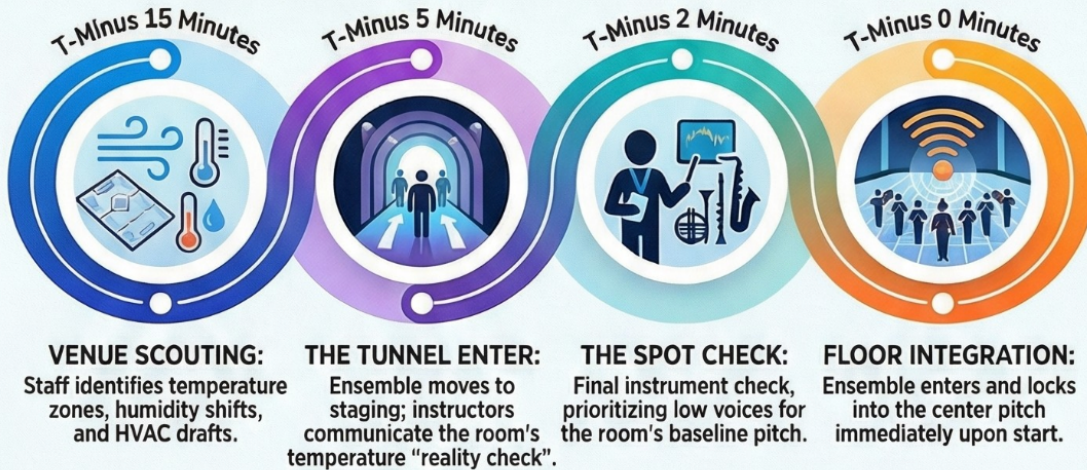 T-Minus 15 Minutes
T-Minus 5 Minutes
T-Minus 2 Minutes
T-Minus 0 Minutes
VENUE SCOUTING:
Staff identifies temperature
zones, humidity shifts,
and HVAC drafts.
THE TUNNEL ENTER:
Ensemble moves to
staging; instructors
communicate the room's
temperature “reality check”.
THE SPOT CHECK:
Final instrument check,
prioritizing low voices for
the room's baseline pitch.
FLOOR INTEGRATION:
Ensemble enters and locks
into the center pitch
immediately upon start.